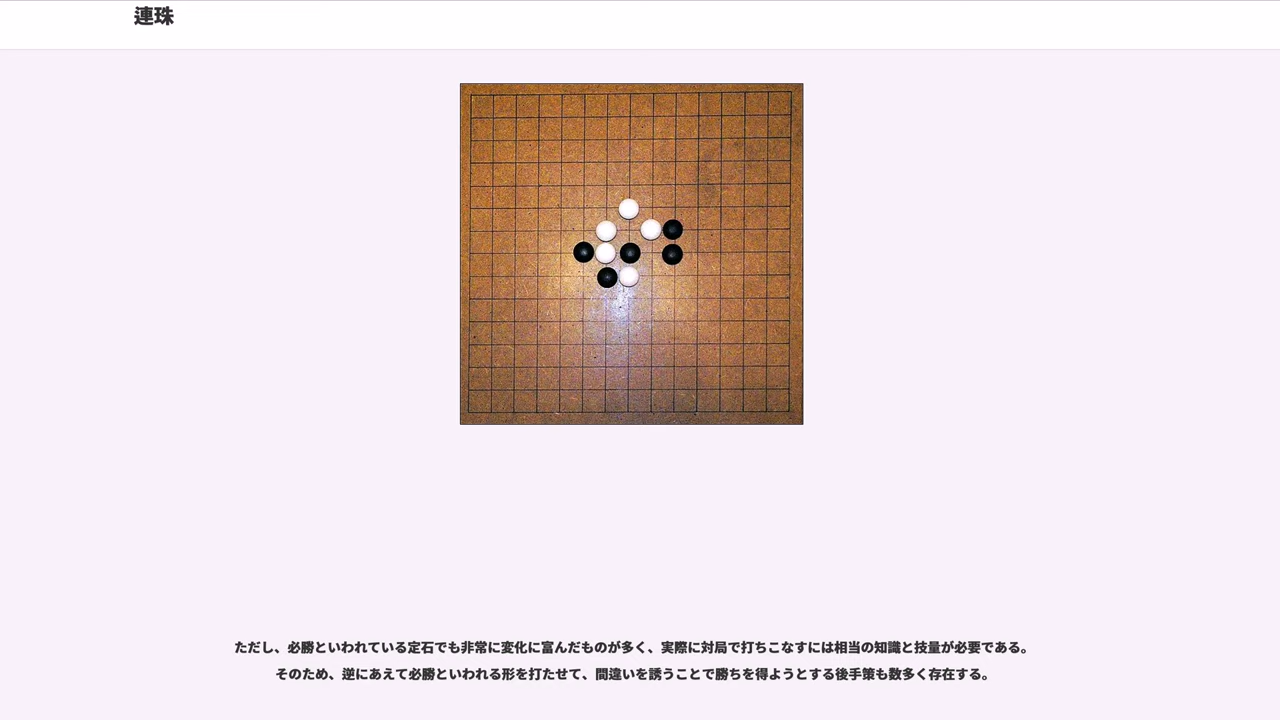 連珠
ただし、必勝といわれている定石でも非常に変化に富んだものが多く、実際に対局で打ちこなすには相当の知識と技量が必要である。
そのため、逆にあえて必勝といわれる形を打たせて、間違いを誘うことで勝ちを得ようとする後手策も数多く存在する。